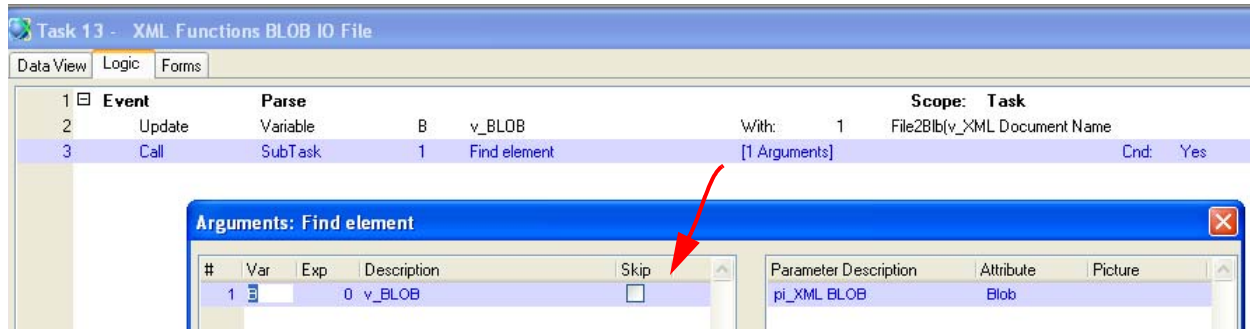 Task 13 - XML Functions BLOB IO File
Data View Logic Forms
1 Event Parse Scope: Task
2 Update Variable B v_BLOB With: 1 File2Blb(v_XML Document Name
3 Call SubTask 1 Find element [1 Arguments] Cnd: Yes
Arguments: Find element
# Var Exp Description Skip Parameter Description Attribute Picture
1 B 0 v_BLOB pi_XML BLOB Blob